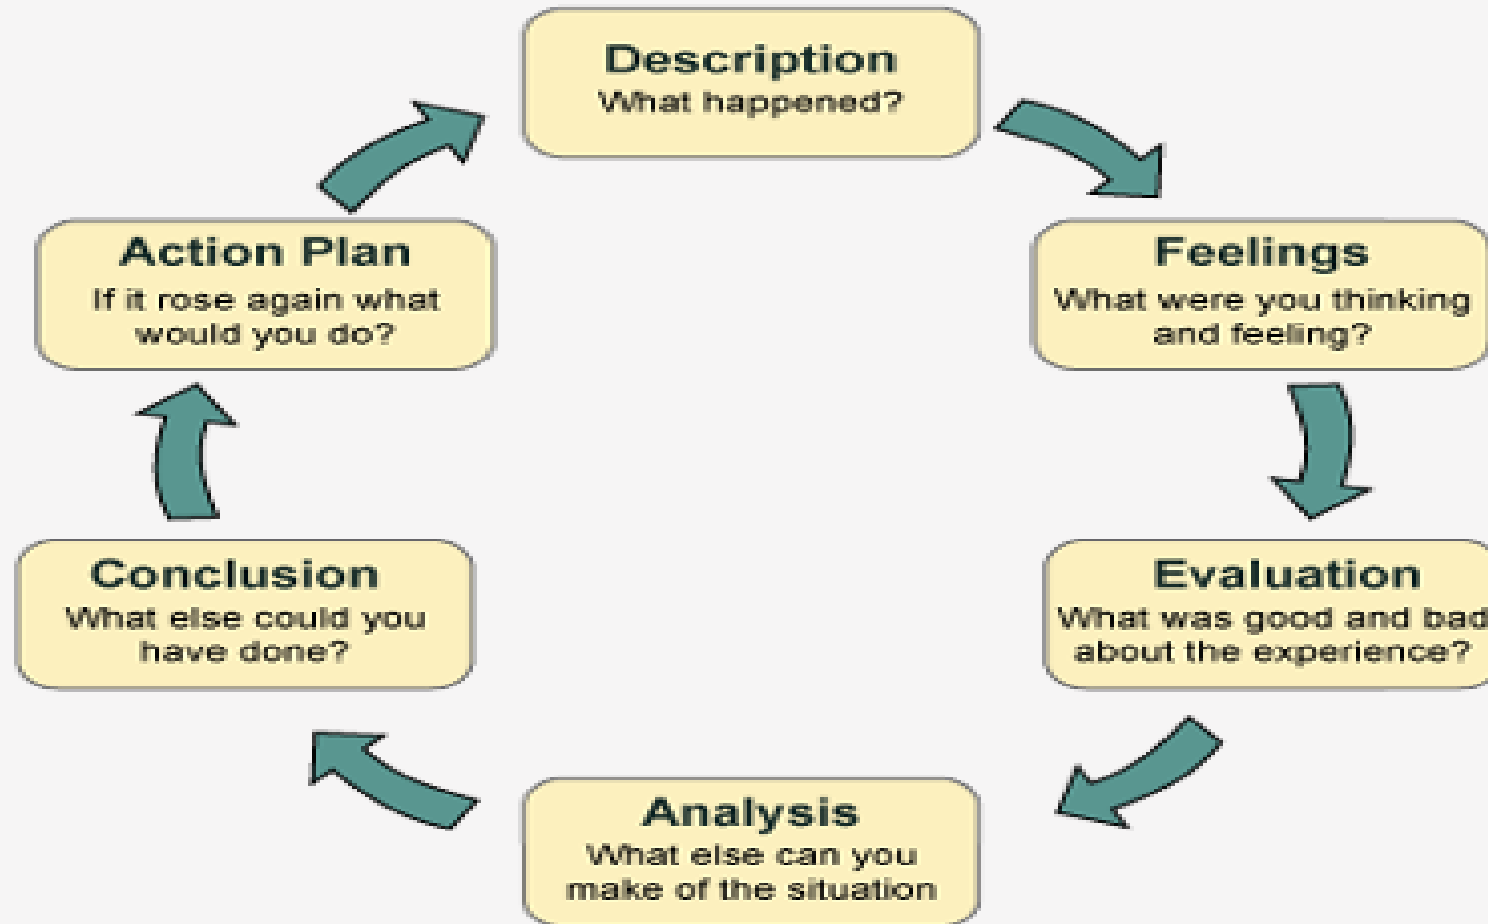 Description
What happened?
Feelings
What were you thinking
and feeling?
Evaluation
What was good and bad
about the experience?
Analysis
What else can you
make of the situation
Conclusion
What else could you
have done?
Action Plan
If it rose again what
would you do?